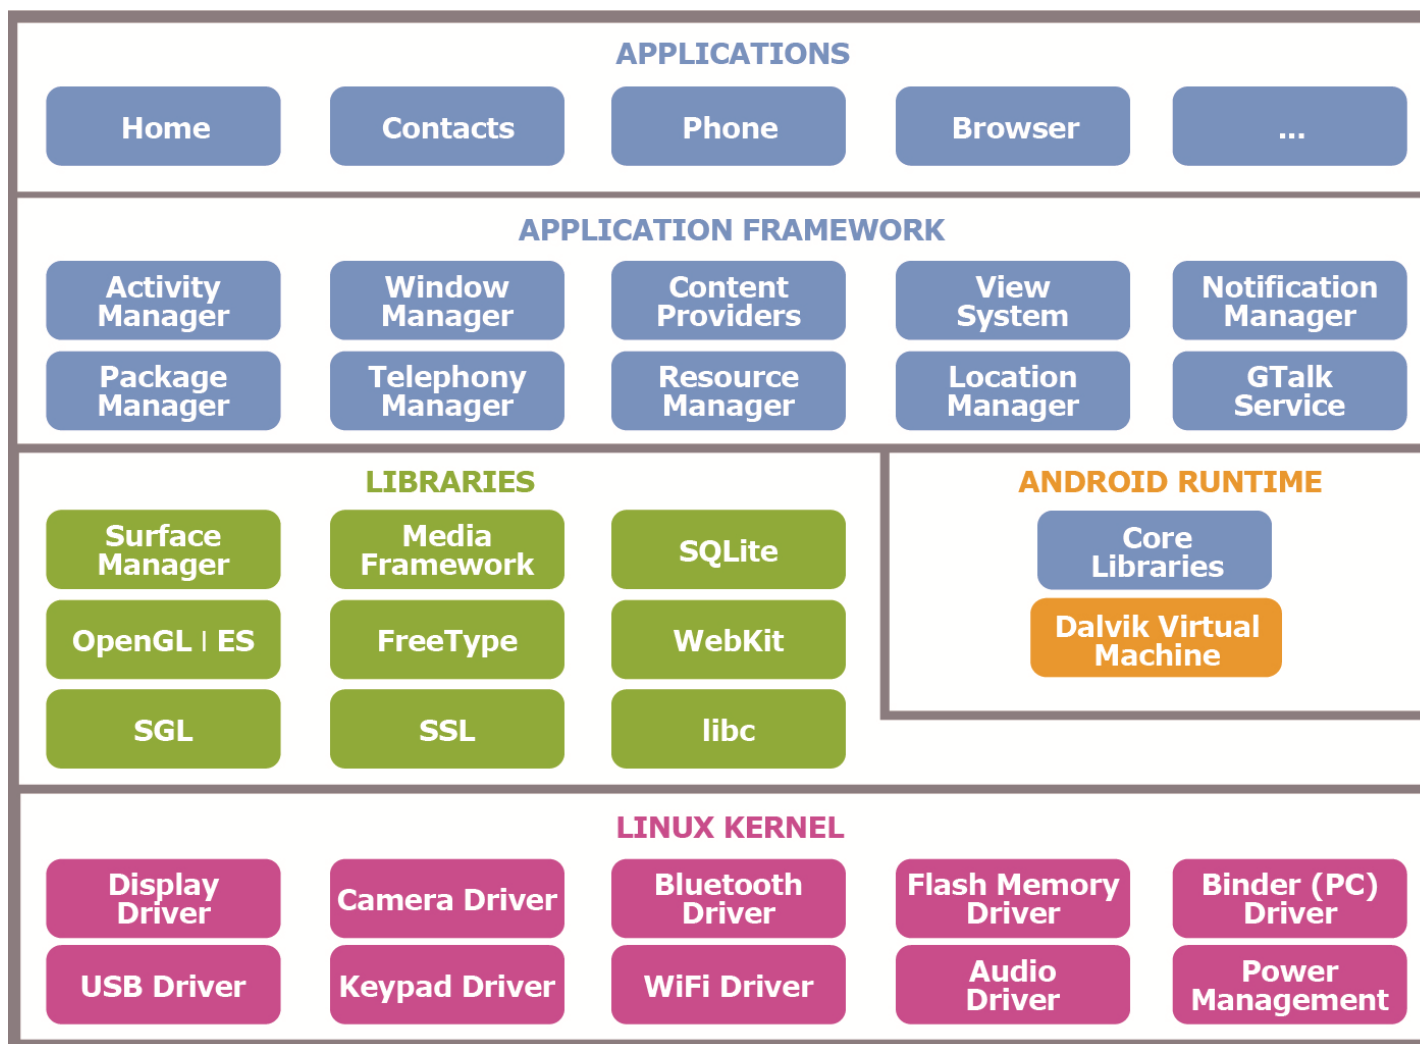 APPLICATIONS
Home
Contacts
Phone
Browser
...
APPLICATION FRAMEWORK
Activity
Manager
Window
Manager
Content
Providers
View
System
Notification
Manager
Package
Manager
Telephony
Manager
Resource
Manager
Location
Manager
GTalk
Service
LIBRARIES
Surface
Manager
Media
Framework
SQLite
OpenGL | ES
FreeType
WebKit
SGL
SSL
libc
ANDROID RUNTIME
Core
Libraries
Dalvik Virtual
Machine
LINUX KERNEL
Display
Driver
Camera Driver
Bluetooth
Driver
Flash Memory
Driver
Binder (PC)
Driver
USB Driver
Keypad Driver
WiFi Driver
Audio
Driver
Power
Management